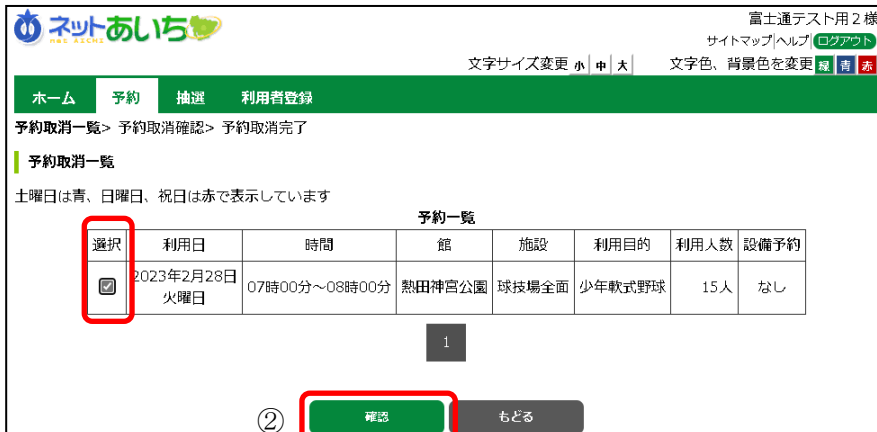 富士通テスト用2様
ネットあいち
Net AICHI
サイトマップ|ヘルプ|ログアウト
文字サイズ変更 小 中 大 文字色、背景色を変更 緑 青 赤
ホーム 予約 抽選 利用者登録
予約取消一覧> 予約取消確認> 予約取消完了
予約取消一覧
土曜日は青、日曜日、祝日は赤で表示しています
予約一覧
選択 利用日 時間 館 施設 利用目的 利用人数 設備予約
2023年2月28日 火曜日 07時00分～08時00分 熱田神宮公園 球技場全面 少年軟式野球 15人 なし
1
② 確認 もどる